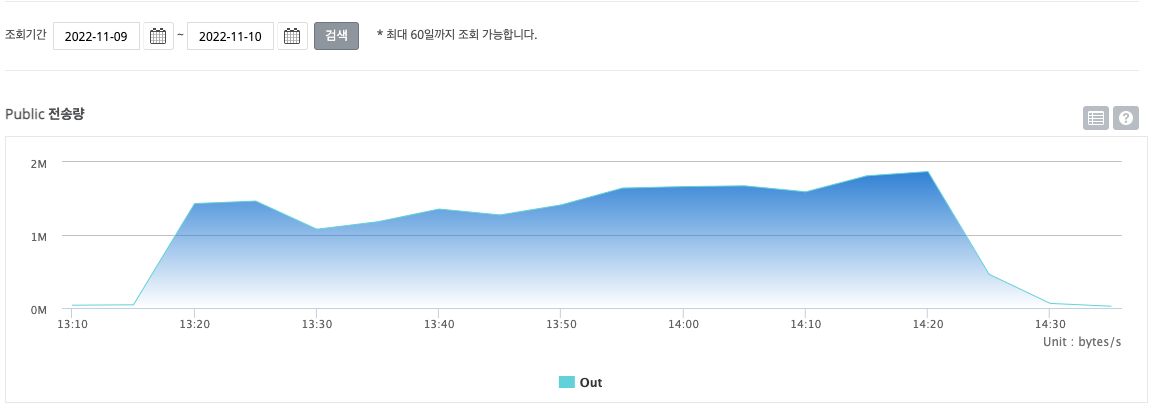 조회기간 2022-11-09 ~ 2022-11-10 검색 * 최대 60일까지 조회 가능합니다.
Public 전송량
?
2M
1M
0M
13:10 13:20 13:30 13:40 13:50 14:00 14:10 14:20 14:30
Unit : bytes/s
Out